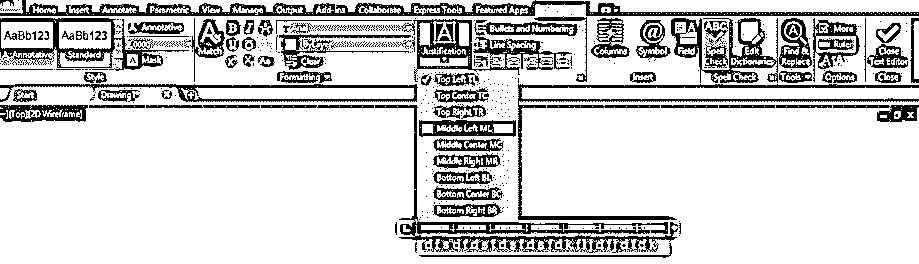 Home Insert Annotate Parametric View Manage Output Add-ins Collaborate Express Tools Featured Apps
AaBb123 AaBb123 Annotative Match Justification Bullets and Numbering Columns Symbol Field Spell Check Edit Dictionaries Find & Replace More Close Text Editor
Annotative Standard Mask ByLayer Clear Line Spacing Ruler
Style Formatting Insert Spell Check Tools Options Close
Start Drawing1*
[Top][2D Wireframe]
Top Left TL
Top Center TC
Top Right TR
Middle Left ML
Middle Center MC
Middle Right MR
Bottom Left BL
Bottom Center BC
Bottom Right BR